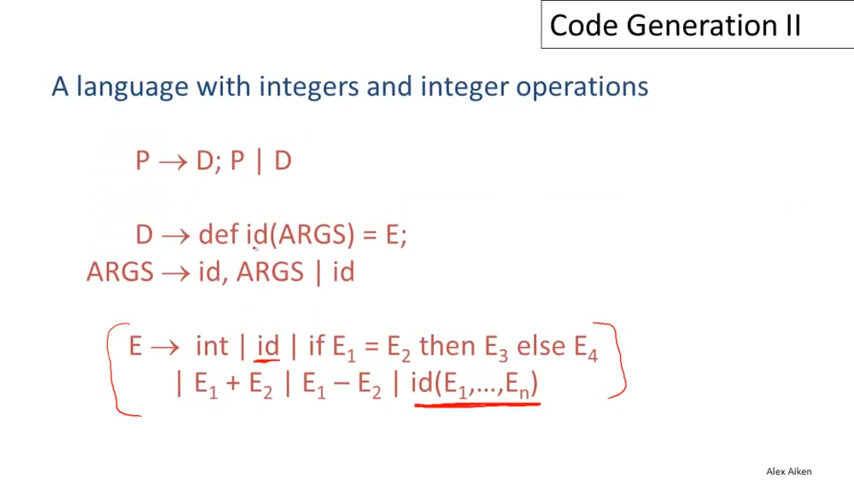 Code Generation II
A language with integers and integer operations
P → D; P | D
D → def id(ARGS) = E;
ARGS → id, ARGS | id
E → int | id | if E₁ = E₂ then E₃ else E₄
| E₁ + E₂ | E₁ – E₂ | id(E₁,...,Eₙ)
Alex Aiken